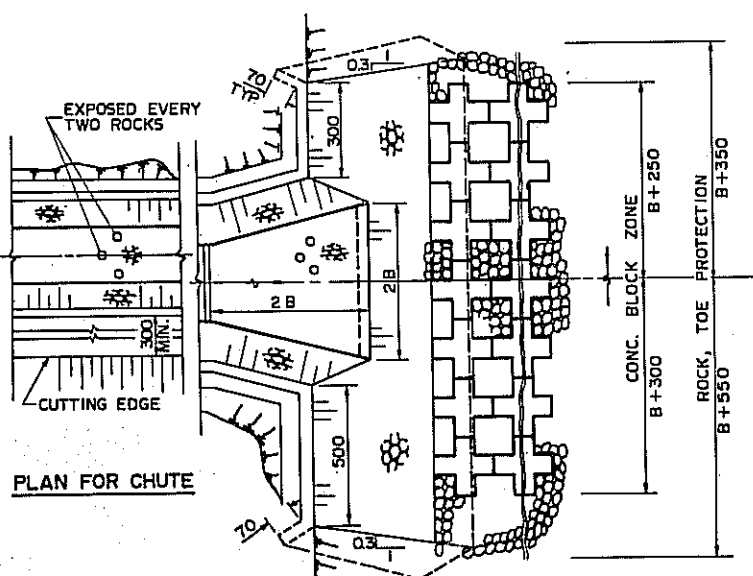 0.3
1
70
TYP.
EXPOSED EVERY
TWO ROCKS
300
B+250
B+350
CONC. BLOCK ZONE
ROCK, TOE PROTECTION
2B
2B
300
MIN.
B+300
B+550
CUTTING EDGE
500
PLAN FOR CHUTE
70
0.3
1